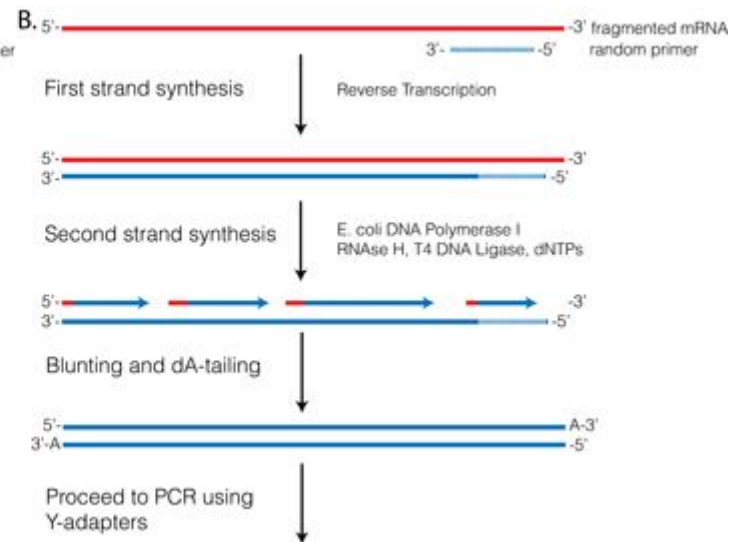 B. 5'- -3' fragmented mRNA
er 3'- -5' random primer
First strand synthesis Reverse Transcription
5'- -3'
3'- -5'
Second strand synthesis E. coli DNA Polymerase I
RNAse H, T4 DNA Ligase, dNTPs
5'- -3'
3'- -5'
Blunting and dA-tailing
5'- A-3'
3'-A -5'
Proceed to PCR using
Y-adapters